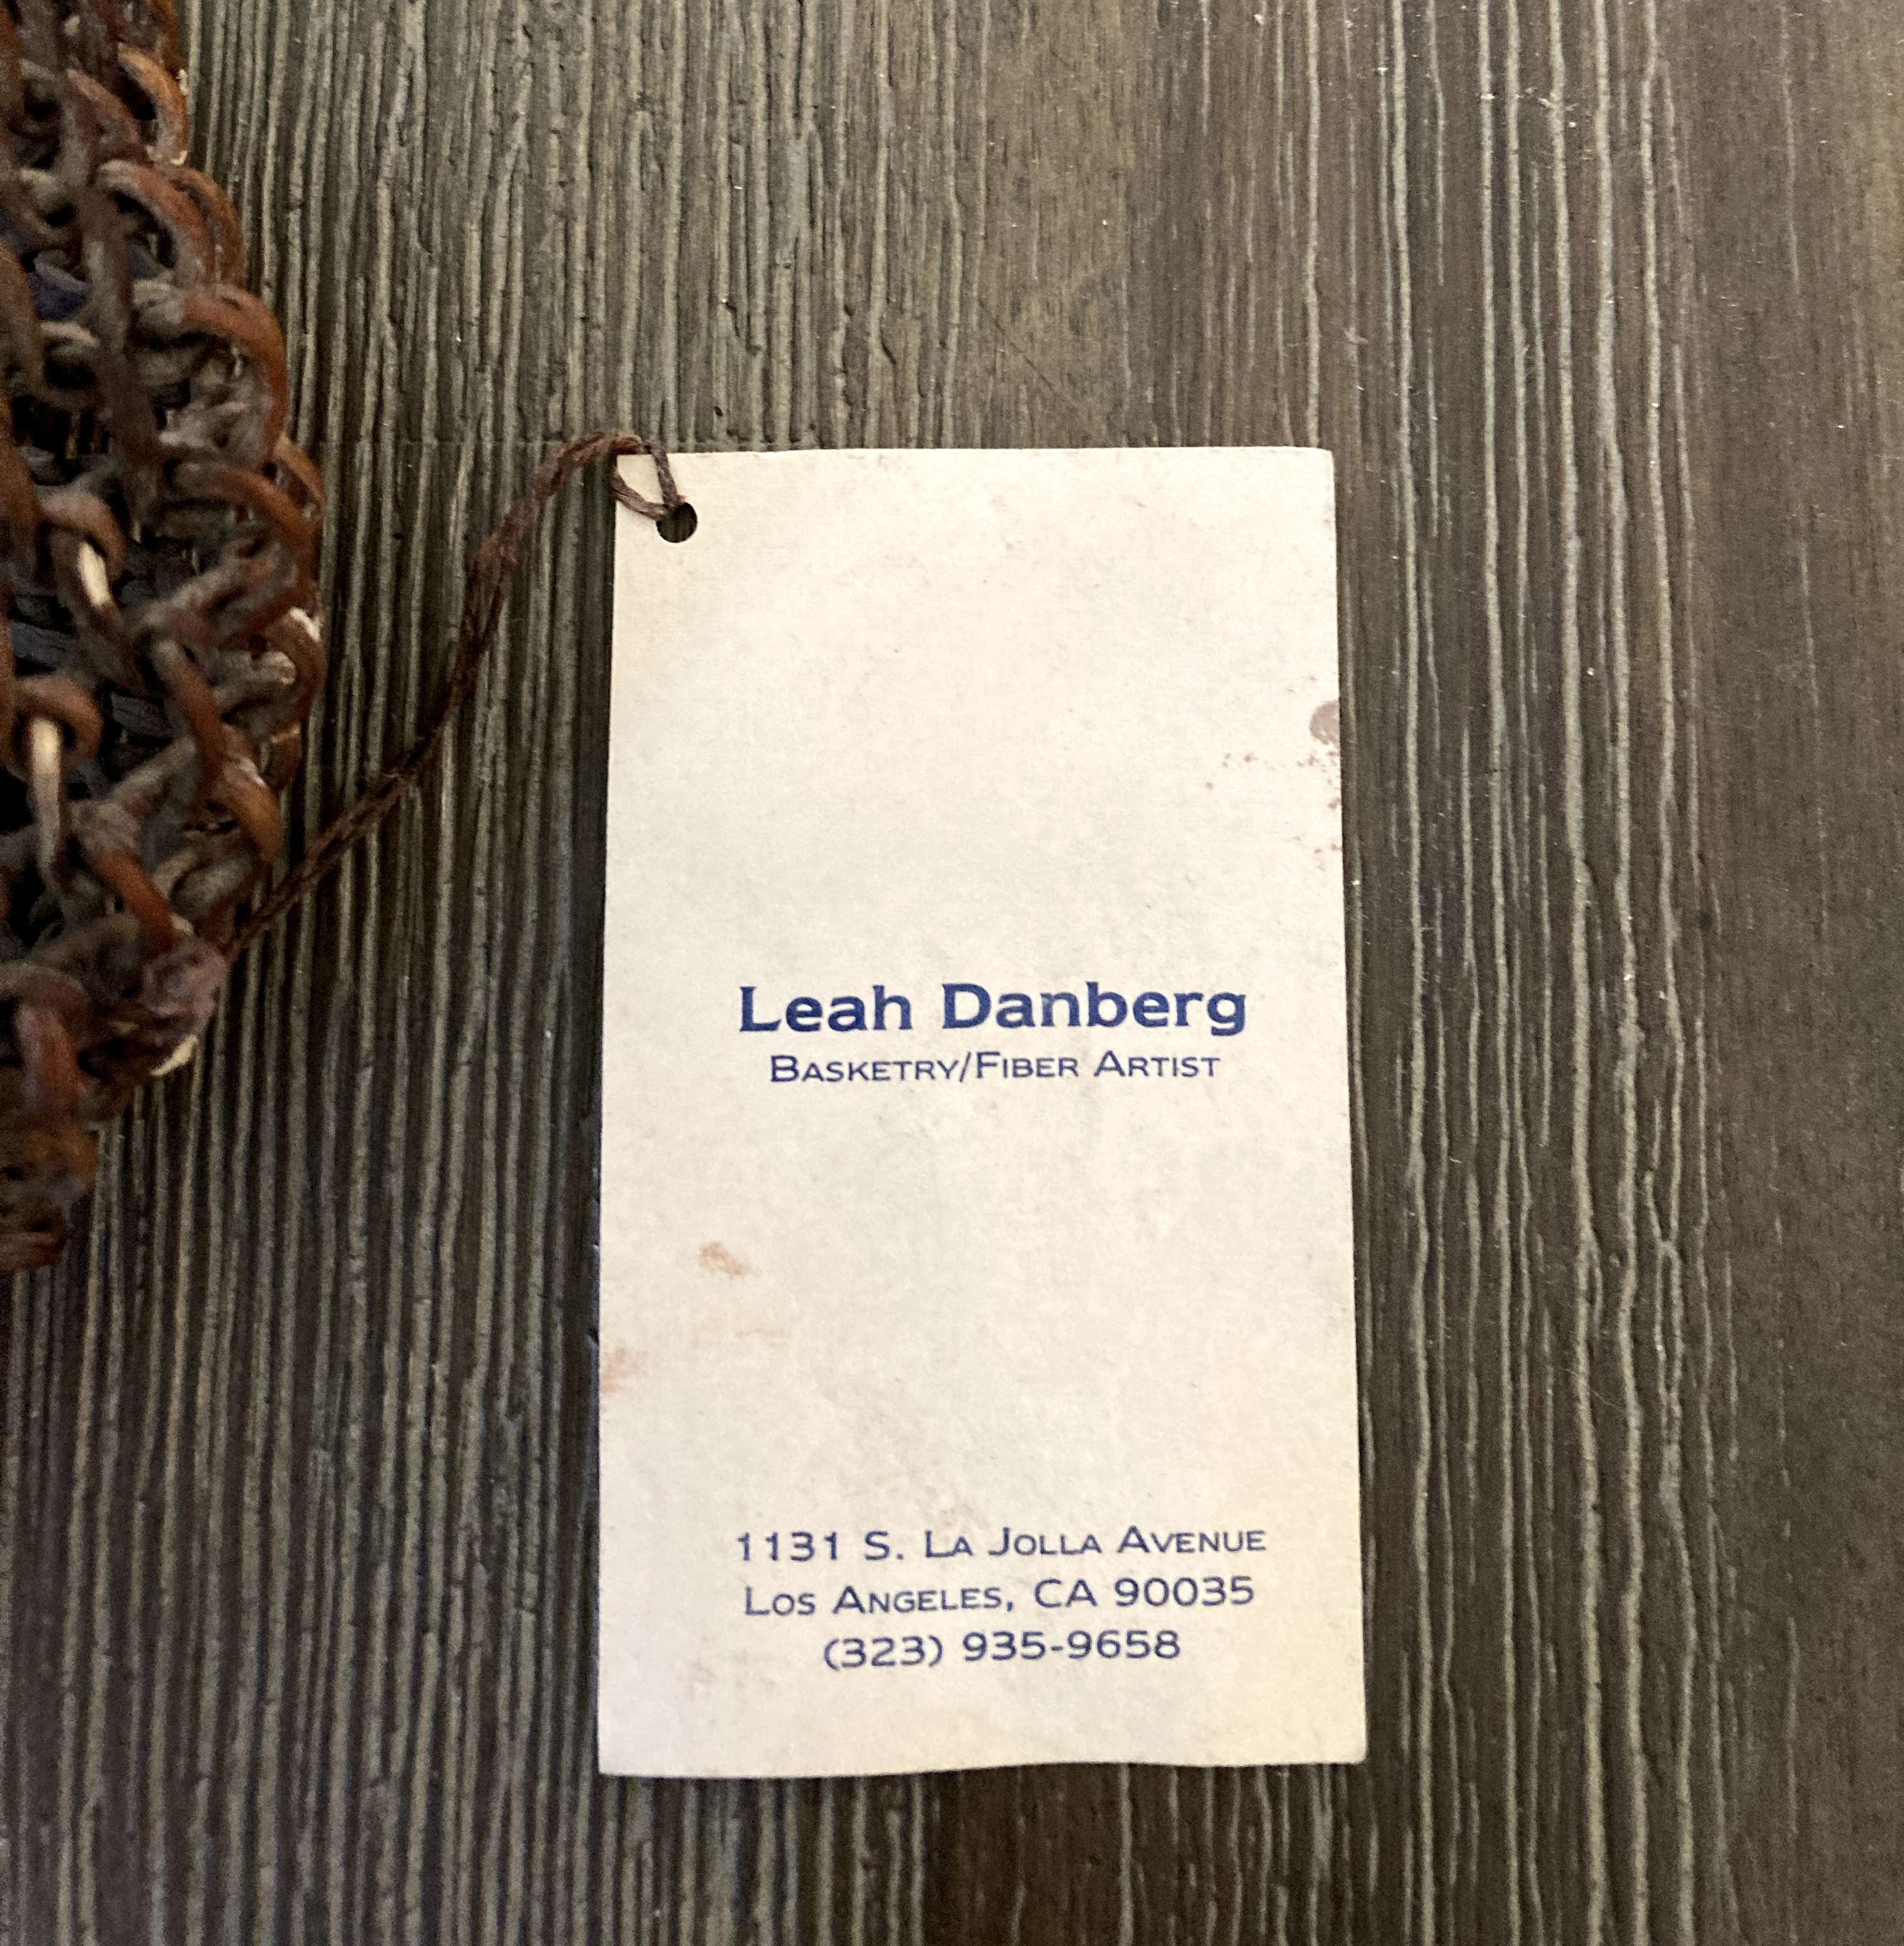 Leah Danberg
Basketry/Fiber Artist
1131 S. La Jolla Avenue
Los Angeles, CA 90035
(323) 935-9658